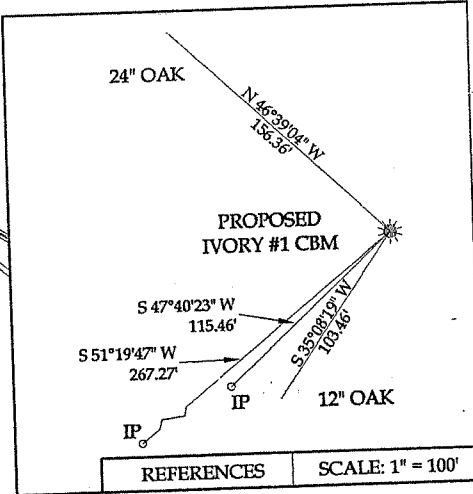 24" OAK
N 46°39'04" W
156.36'
PROPOSED
IVORY #1 CBM
S 47°40'23" W
115.46'
S 51°19'47" W
267.27'
S 35°08'19" W
103.46'
IP
12" OAK
IP
REFERENCES
SCALE: 1" = 100'